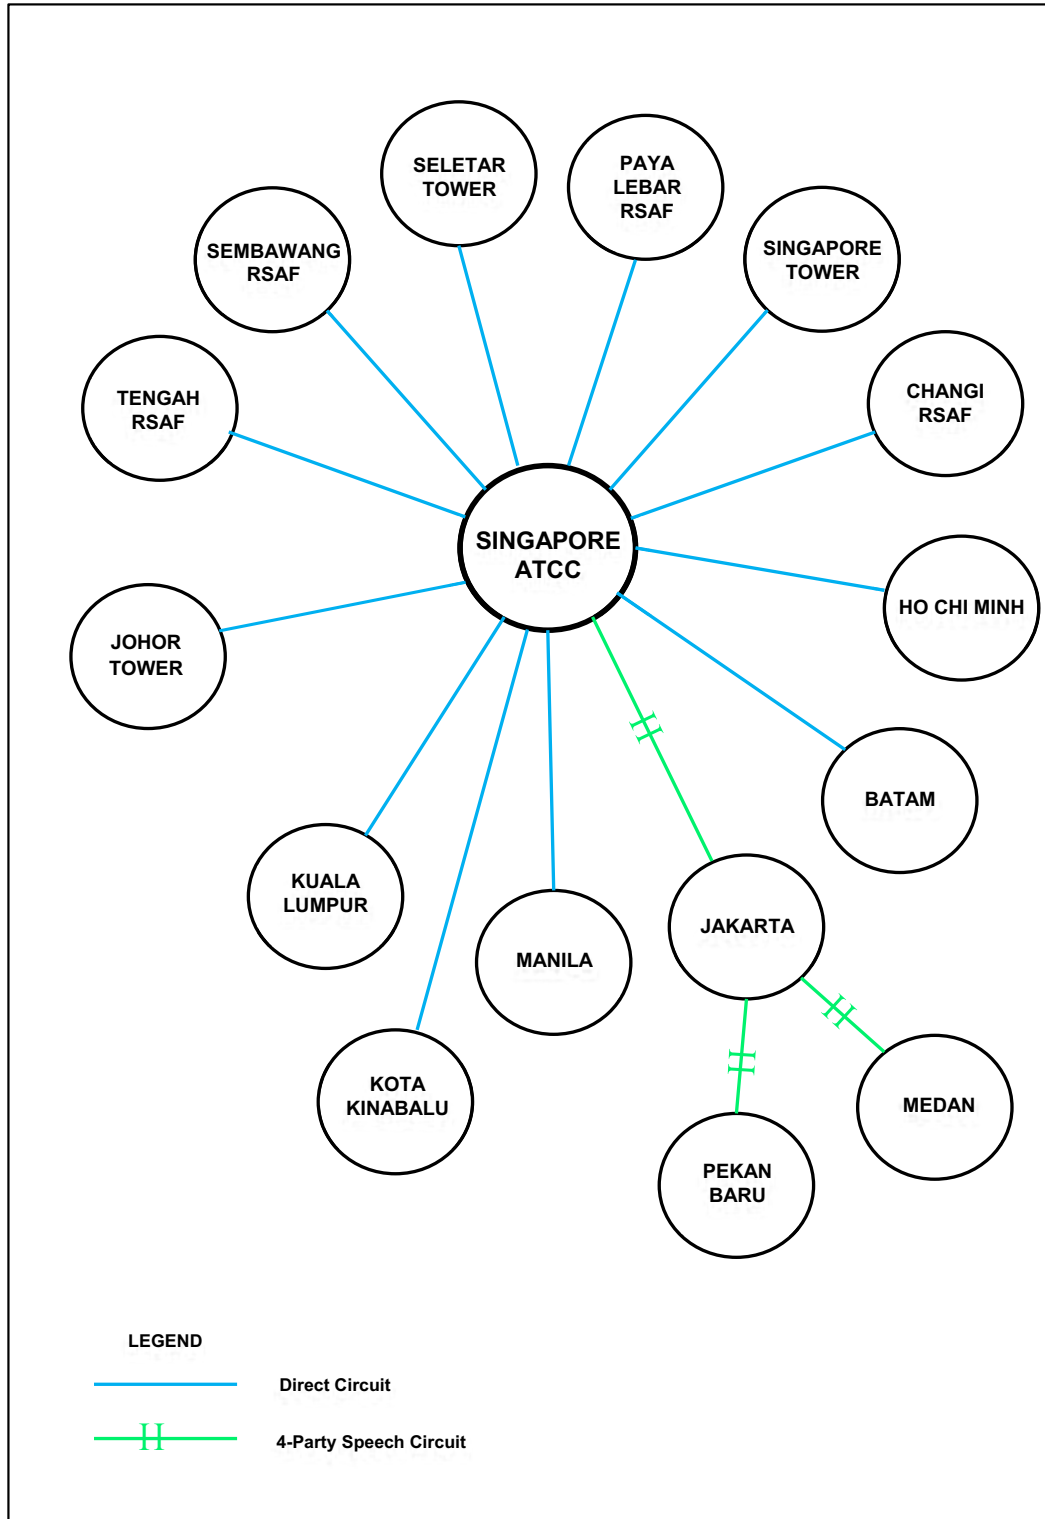 SELETAR
TOWER
PAYA
LEBAR
RSAF
SEMBAWANG
RSAF
SINGAPORE
TOWER
TENGAH
RSAF
CHANGI
RSAF
SINGAPORE
ATCC
HO CHI MINH
JOHOR
TOWER
BATAM
KUALA
LUMPUR
MANILA
JAKARTA
KOTA
KINABALU
MEDAN
PEKAN
BARU
LEGEND
Direct Circuit
4-Party Speech Circuit